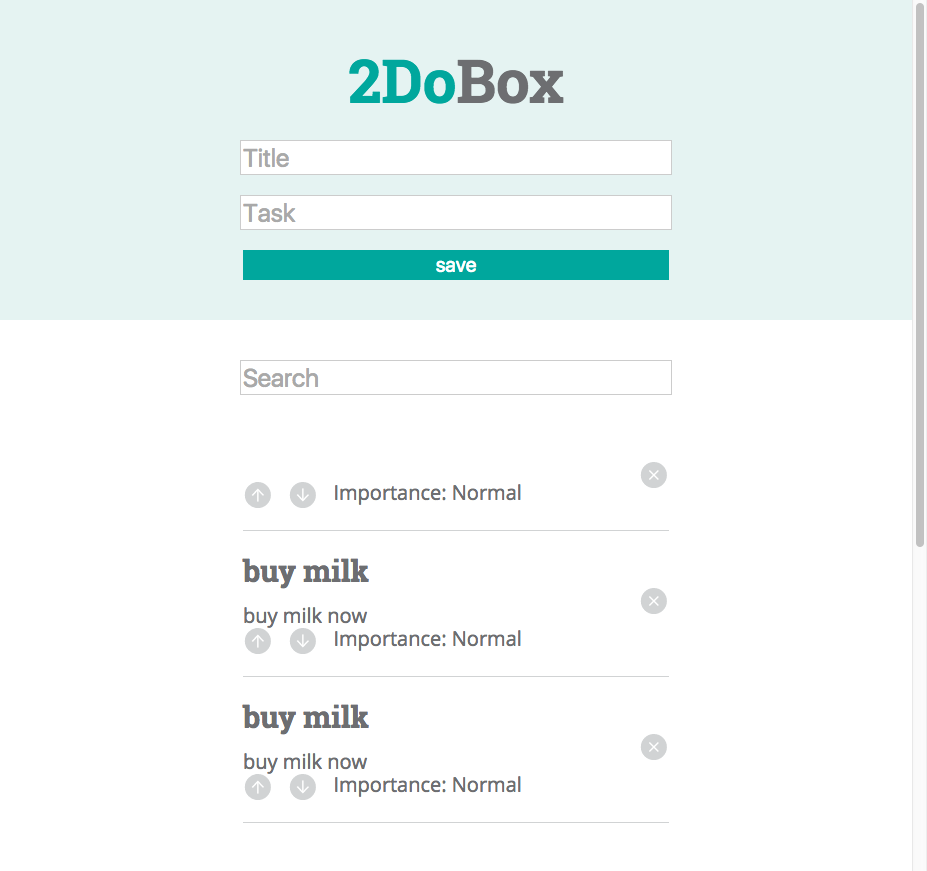 2DoBox
Title
Task
save
Search
Importance: Normal
buy milk
buy milk now
Importance: Normal
buy milk
buy milk now
Importance: Normal